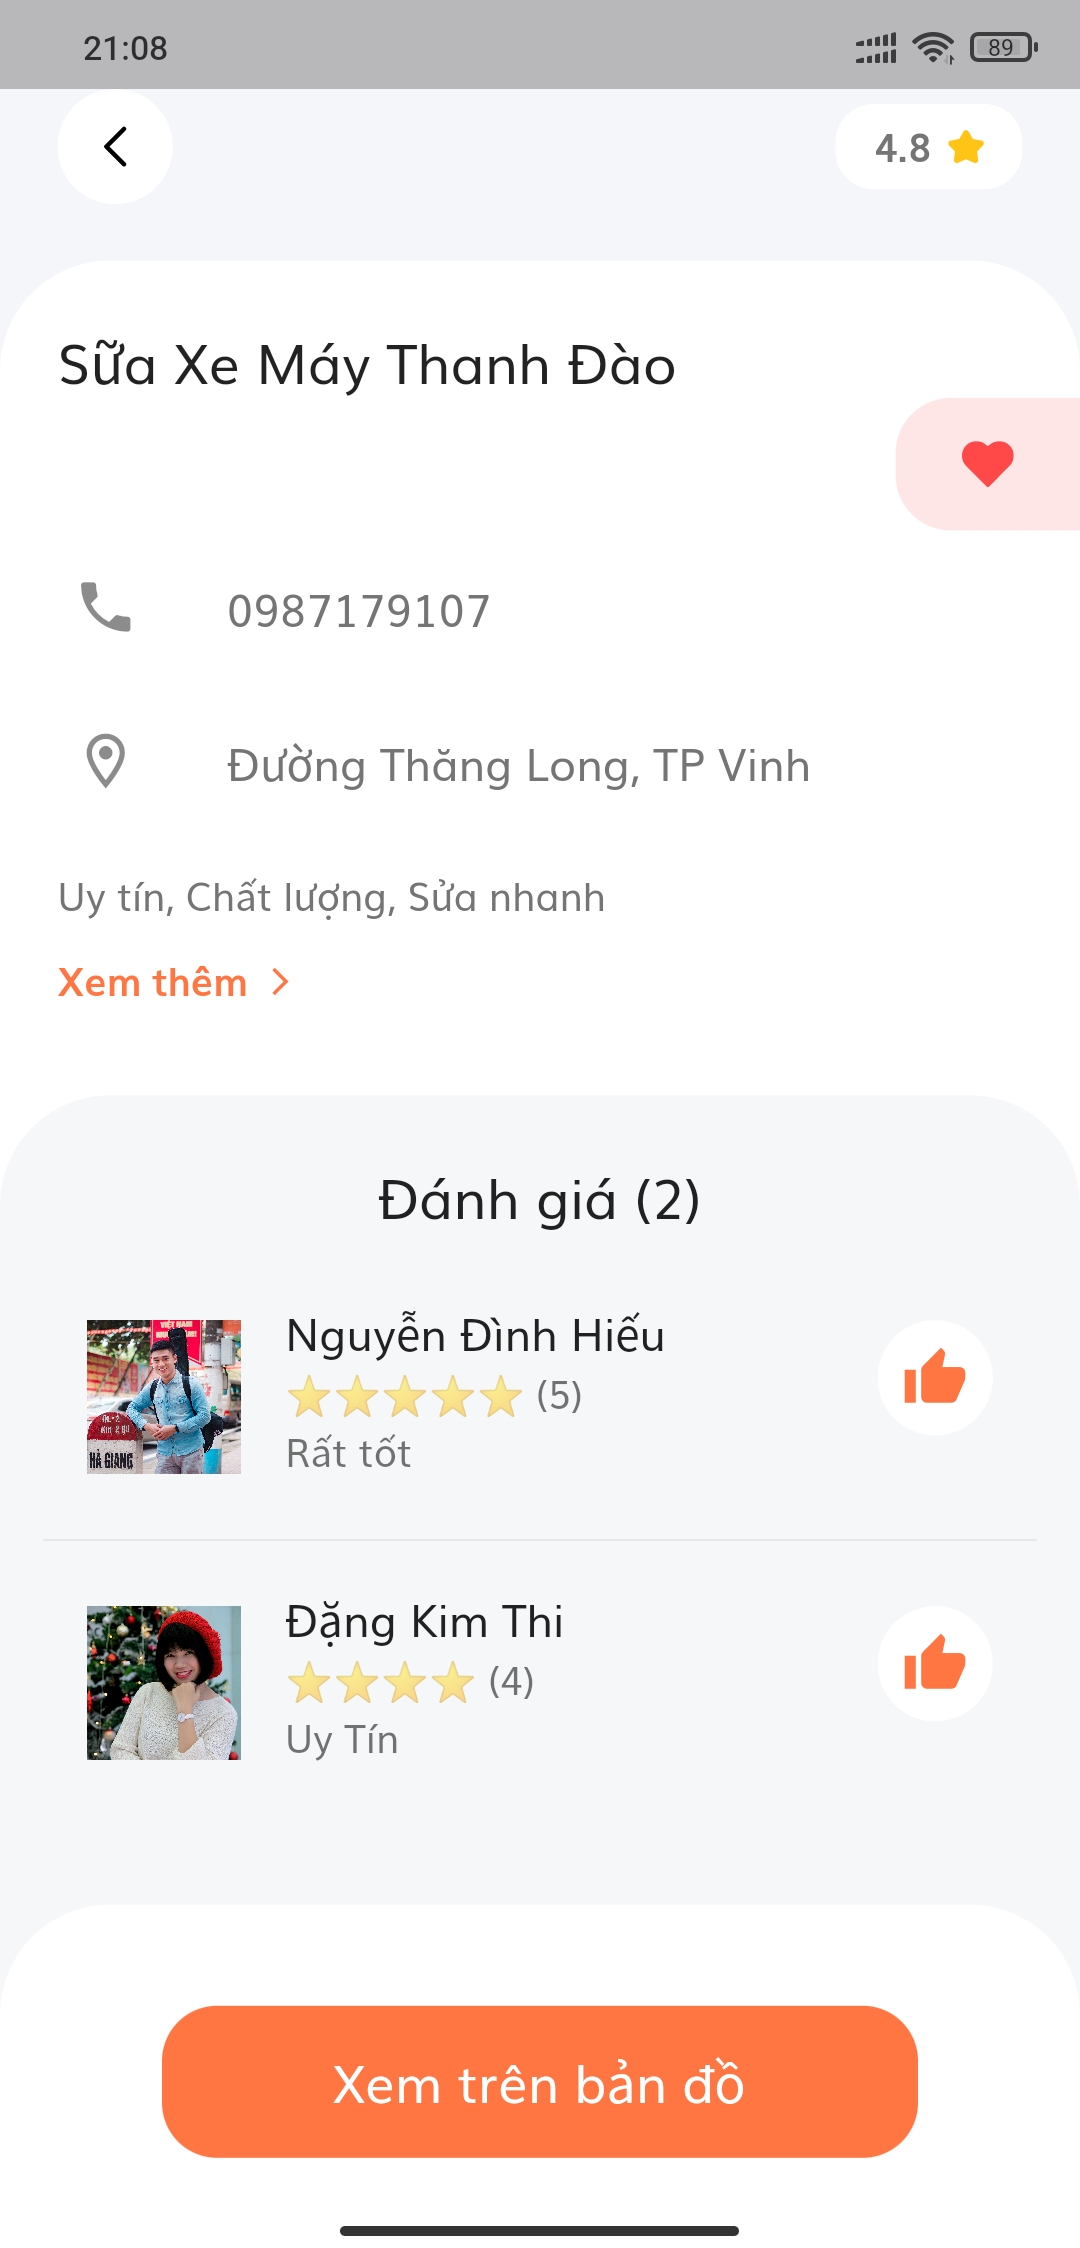 21:08
89
4.8
Sữa Xe Máy Thanh Đào
0987179107
Đường Thăng Long, TP Vinh
Uy tín, Chất lượng, Sửa nhanh
Xem thêm
Đánh giá (2)
Nguyễn Đình Hiếu
(5)
Rất tốt
VIỆT NAM
HÀ GIANG
Đặng Kim Thi
(4)
Uy Tín
Xem trên bản đồ